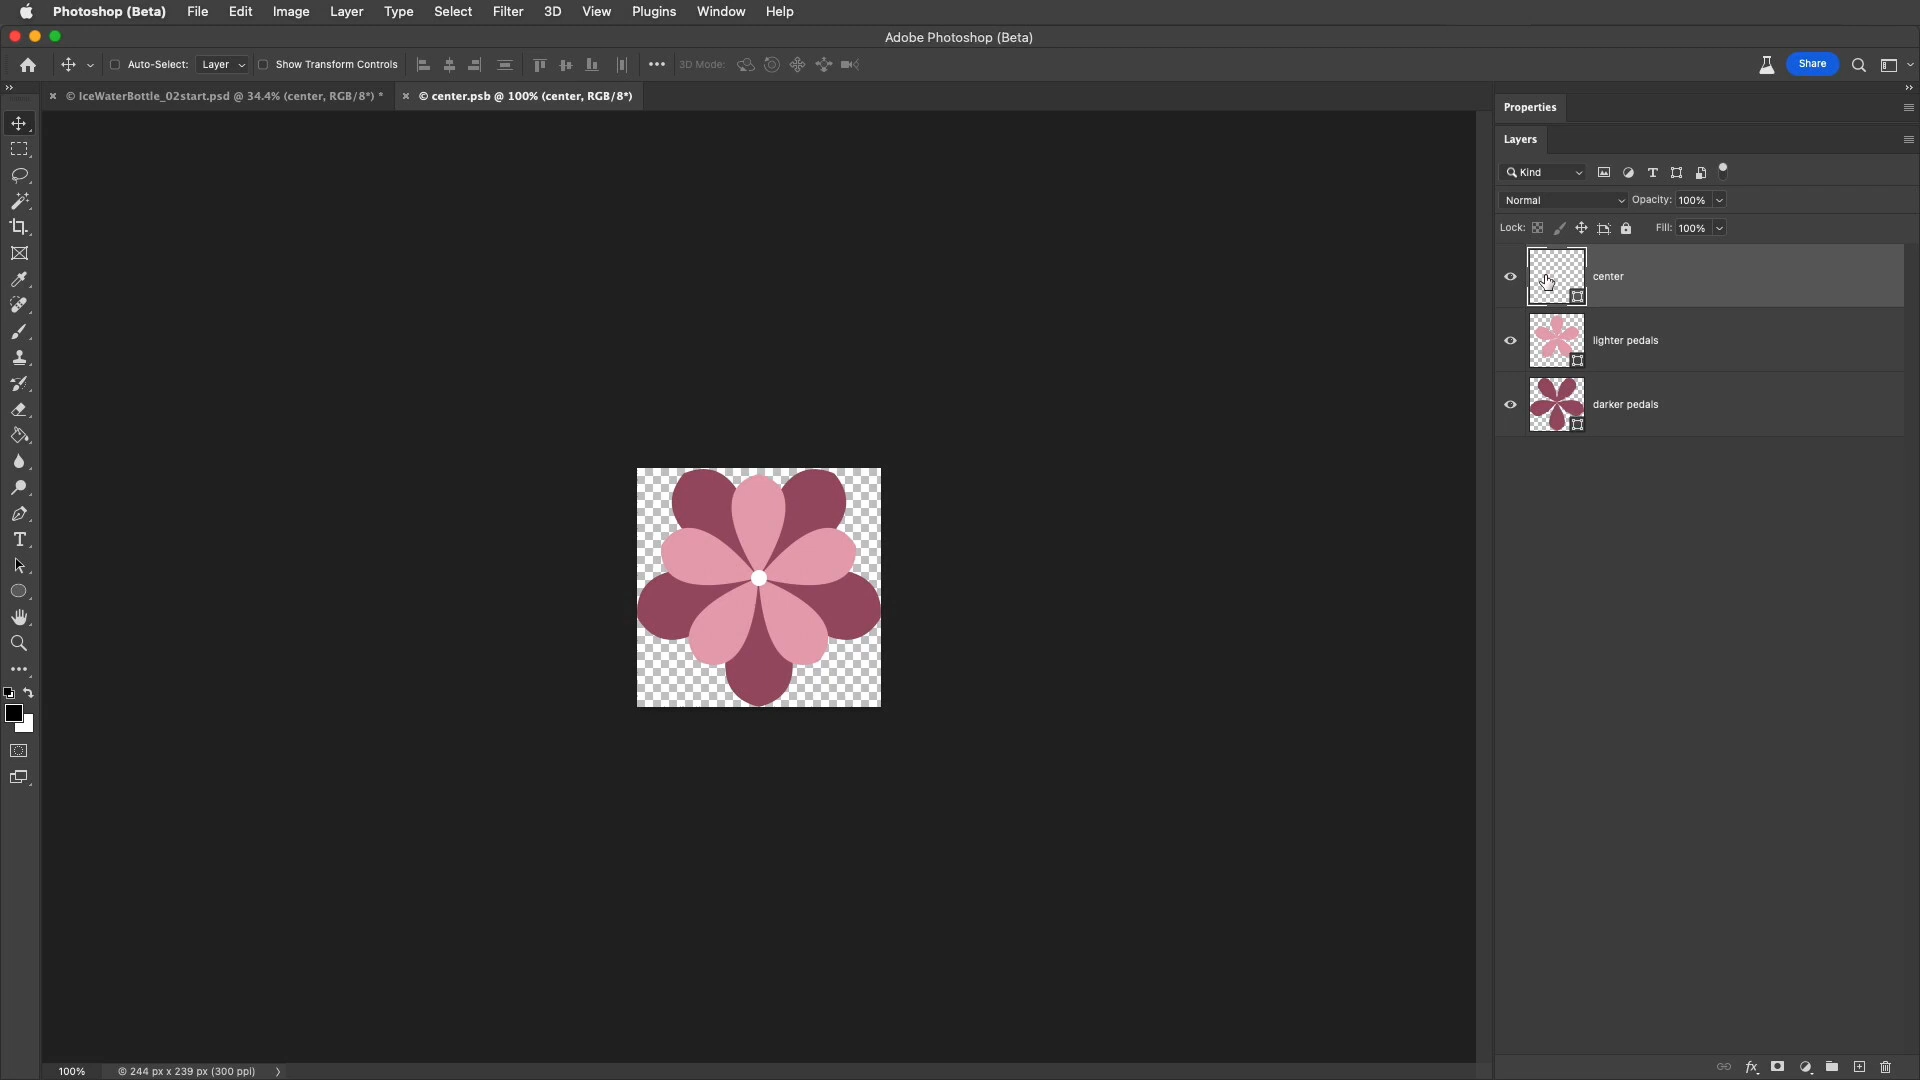 Photoshop (Beta) File Edit Image Layer Type Select Filter 3D View Plugins Window Help
Adobe Photoshop (Beta)
Auto-Select: Layer Show Transform Controls 3D Mode: Share
© IceWaterBottle_02start.psd @ 34.4% (center, RGB/8*) * © center.psb @ 100% (center, RGB/8*)
Properties
Layers
Kind
Normal Opacity: 100%
Lock: Fill: 100%
center
lighter pedals
darker pedals
100% © 244 px x 239 px (300 ppi)